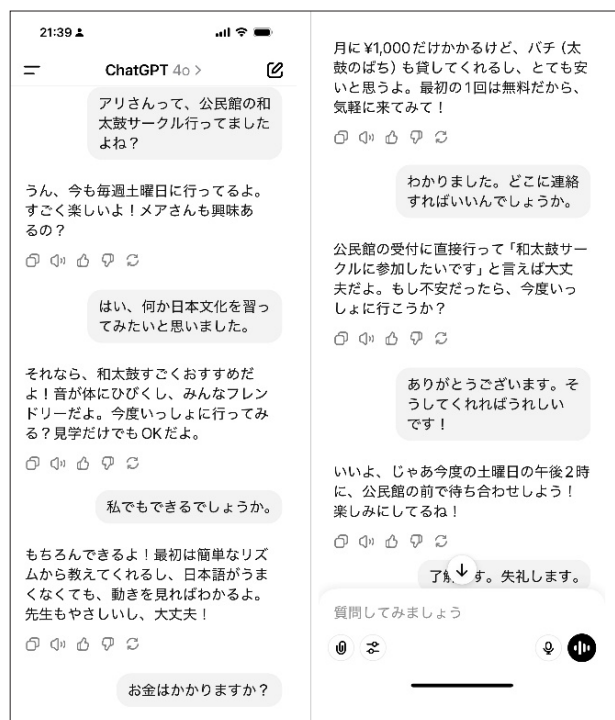 21:39
ChatGPT 4o >
アリさんって、公民館の和
太鼓サークル行ってました
よね？
うん、今も毎週土曜日に行ってるよ。
すごく楽しいよ！メアさんも興味あ
るの？
はい、何か日本文化を習っ
てみたいと思いました。
それなら、和太鼓すごくおすすめだ
よ！音が体にひびくし、みんなフレン
ドリーだよ。今度いっしょに行ってみ
る？見学だけでもOKだよ。
私でもできるでしょうか。
もちろんできるよ！最初は簡単なリズ
ムから教えてくれるし、日本語がうま
くなくても、動きを見ればわかるよ。
先生もやさしいし、大丈夫！
お金はかかりますか？
月に¥1,000だけかかるけど、バチ（太
鼓のばち）も貸してくれるし、とても安
いと思うよ。最初の1回は無料だから、
気軽に来てみて！
わかりました。どこに連絡
すればいいんでしょうか。
公民館の受付に直接行って「和太鼓サー
クルに参加したいです」と言えば大丈
夫だよ。もし不安だったら、今度いっ
しょに行こうか？
ありがとうございます。そ
うしてくれればうれしい
です！
いいよ、じゃあ今度の土曜日の午後2時
に、公民館の前で待ち合わせしよう！
楽しみにしてるね！
了す。失礼します。
質問してみましょう